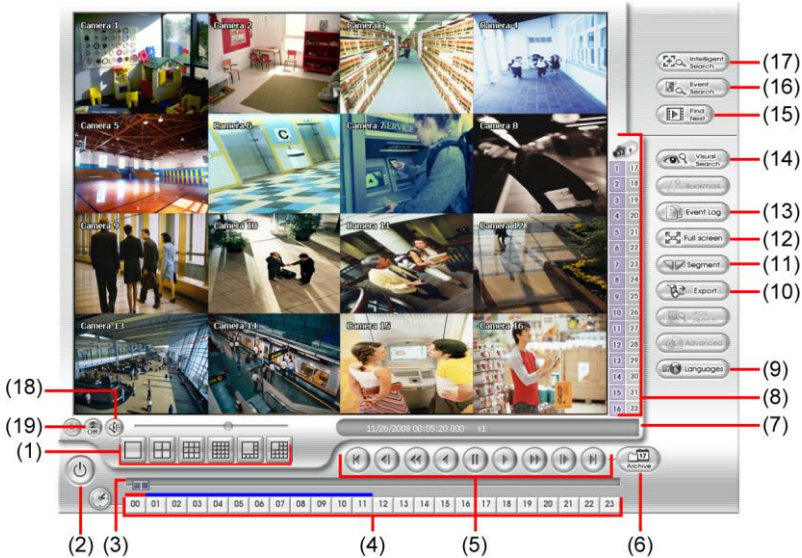 Camera 1
Camera 2
Camera 3
Camera 4
Camera 5
Camera 6
C
Camera 7
SERVICE
Camera 8
Camera 9
Camera 10
Camera 11
Camera 12
Camera 13
Camera 14
Camera 15
Camera 16
Intelligent Search
(17)
Event Search
(16)
Find Next
(15)
Visual Search
(14)
Bookmark
Event Log
(13)
Full screen
(12)
Segment
(11)
Export
(10)
Advanced
Languages
(9)
1 17
2 18
3 19
4 20
5 21
6 22
7 23
8 24
9 25
10 26
11 27
12 28
13 29
14 30
15 31
16 32
(8)
(18)
(19)
Off
11/26/2008 00:05:20.000 x1
(7)
(1)
17
Archive
00 01 02 03 04 05 06 07 08 09 10 11 12 13 14 15 16 17 18 19 20 21 22 23
(2) (3) (4) (5) (6)